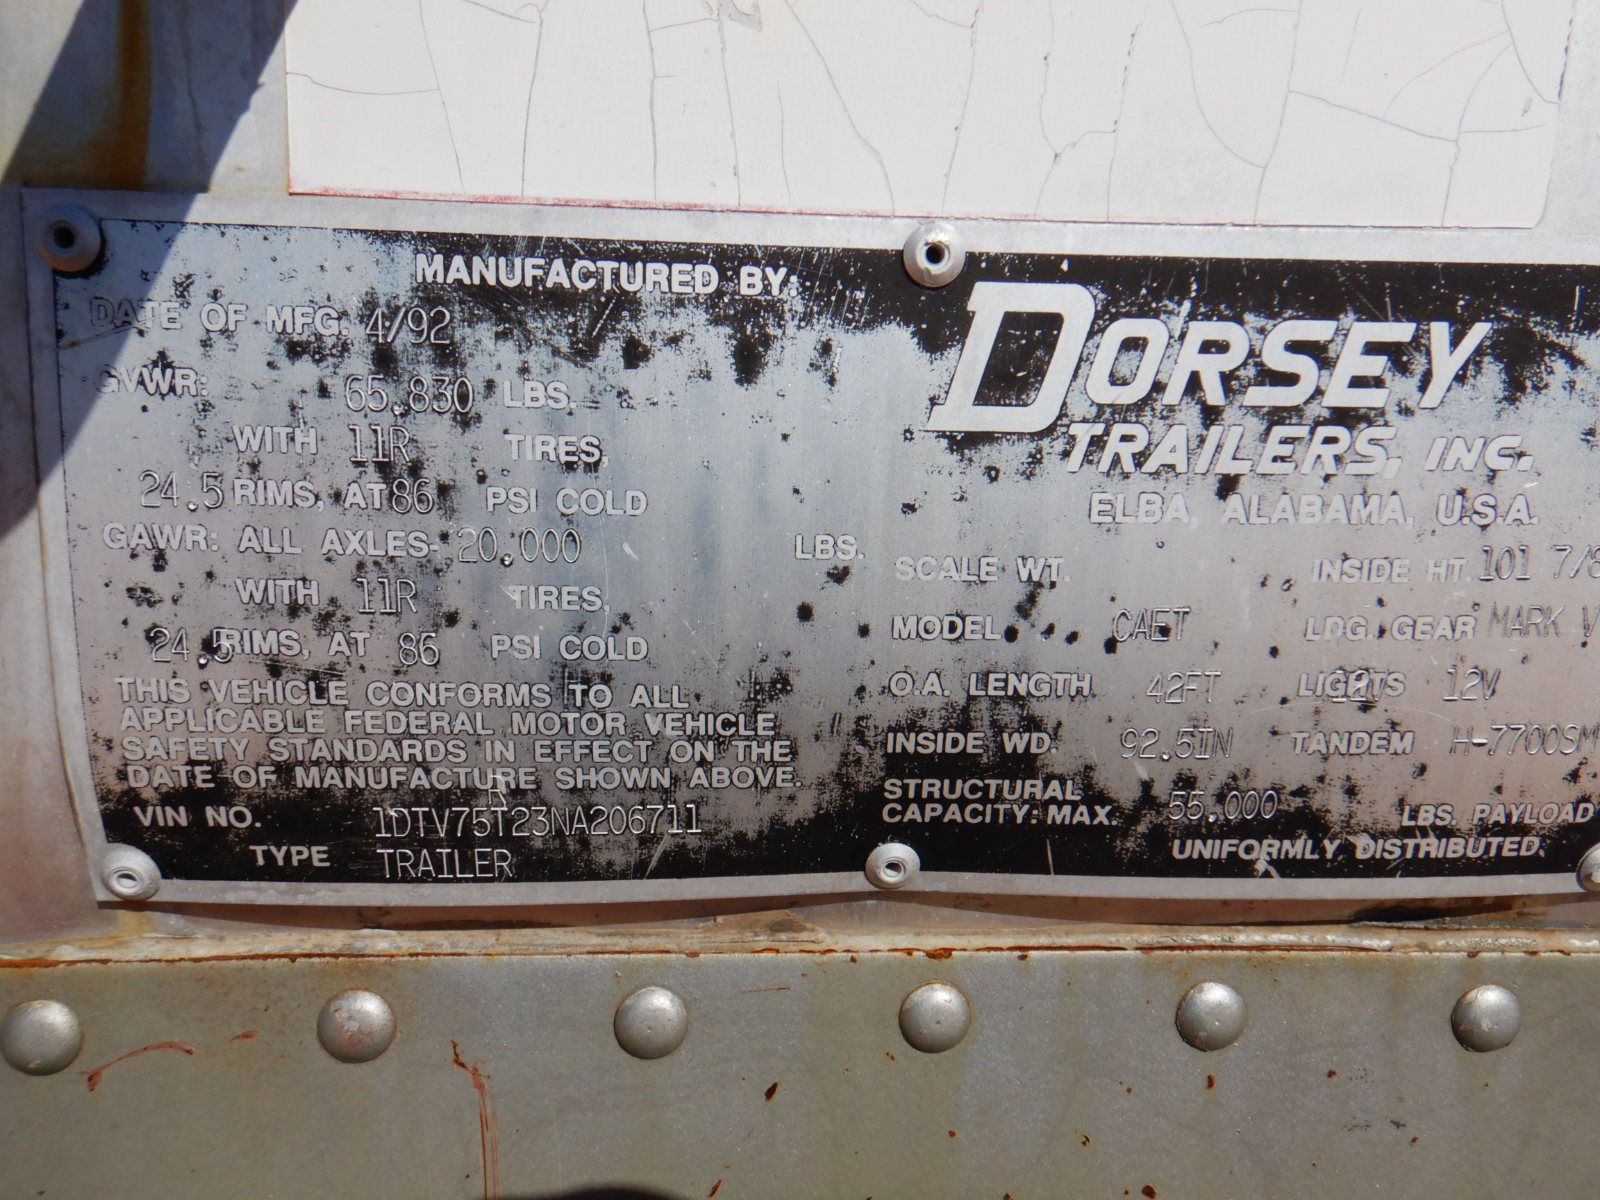 MANUFACTURED BY:
DORSEY
TRAILERS, INC.
ELBA, ALABAMA, U.S.A.
DATE OF MFG. 4/92
GVWR: 65,830 LBS.
WITH 11R TIRES,
24.5 RIMS, AT 86 PSI COLD
GAWR: ALL AXLES- 20,000 LBS.
WITH 11R TIRES,
24.5 RIMS, AT 86 PSI COLD
THIS VEHICLE CONFORMS TO ALL
APPLICABLE FEDERAL MOTOR VEHICLE
SAFETY STANDARDS IN EFFECT ON THE
DATE OF MANUFACTURE SHOWN ABOVE.
R
VIN NO. 1DTV75T23NA206711
TYPE TRAILER
SCALE WT. INSIDE HT. 101 7/8
MODEL CAET LDG. GEAR MARK V
O.A. LENGTH 42FT LIGHTS 12V
INSIDE WD. 92.5IN TANDEM H-7700SM
STRUCTURAL
CAPACITY: MAX. 55,000 LBS. PAYLOAD
UNIFORMLY DISTRIBUTED.